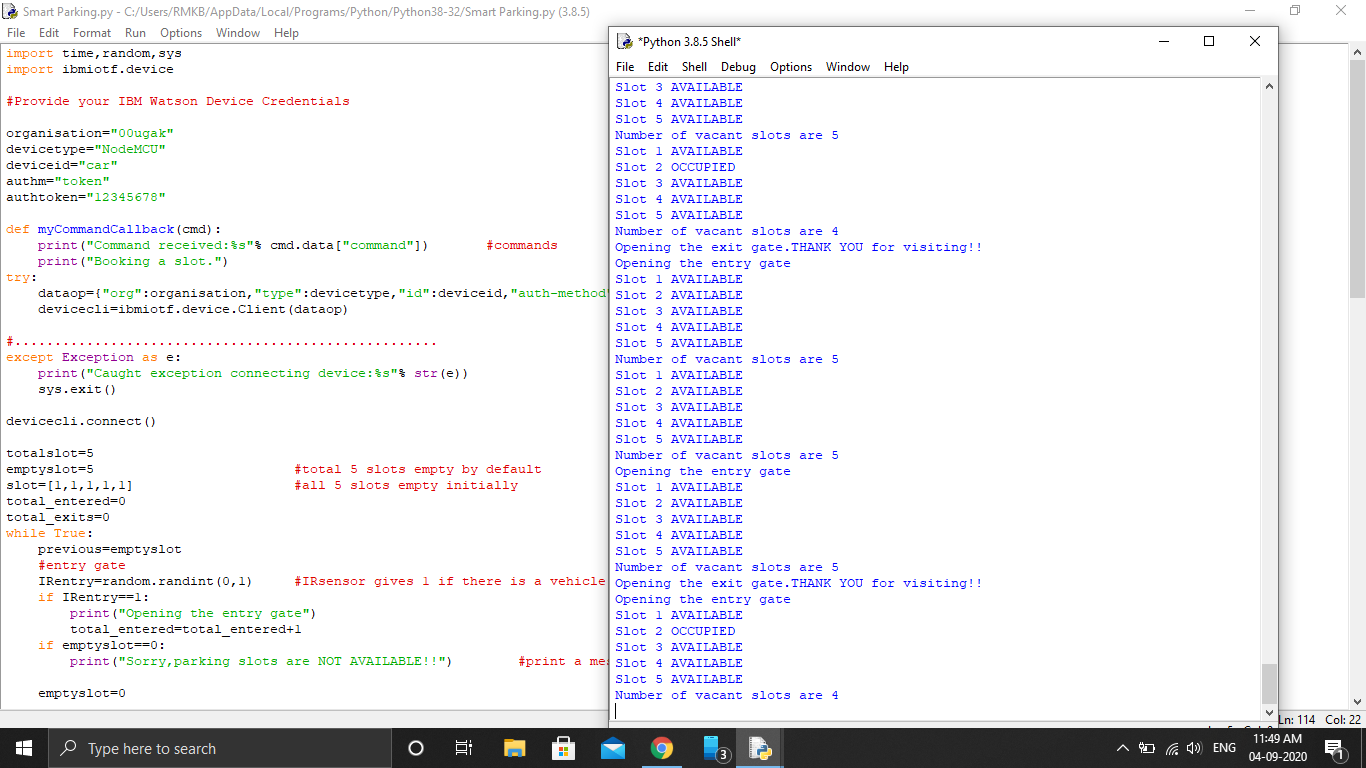 Smart Parking.py - C:/Users/RMKB/AppData/Local/Programs/Python/Python38-32/Smart Parking.py (3.8.5)
File Edit Format Run Options Window Help
import time,random,sys
import ibmiotf.device
#Provide your IBM Watson Device Credentials
organisation="00ugak"
devicetype="NodeMCU"
deviceid="car"
authm="token"
authtoken="12345678"
def myCommandCallback(cmd):
print("Command received:%s"% cmd.data["command"]) #commands
print("Booking a slot.")
try:
dataop={"org":organisation,"type":devicetype,"id":deviceid,"auth-method"
devicecli=ibmiotf.device.Client(dataop)
#.....................................................
except Exception as e:
print("Caught exception connecting device:%s"% str(e))
sys.exit()
devicecli.connect()
totalslot=5
emptyslot=5 #total 5 slots empty by default
slot=[1,1,1,1,1] #all 5 slots empty initially
total_entered=0
total_exits=0
while True:
previous=emptyslot
#entry gate
IRentry=random.randint(0,1) #IRsensor gives 1 if there is a vehicle
if IRentry==1:
print("Opening the entry gate")
total_entered=total_entered+1
if emptyslot==0:
print("Sorry,parking slots are NOT AVAILABLE!!") #print a me
emptyslot=0
*Python 3.8.5 Shell*
File Edit Shell Debug Options Window Help
Slot 3 AVAILABLE
Slot 4 AVAILABLE
Slot 5 AVAILABLE
Number of vacant slots are 5
Slot 1 AVAILABLE
Slot 2 OCCUPIED
Slot 3 AVAILABLE
Slot 4 AVAILABLE
Slot 5 AVAILABLE
Number of vacant slots are 4
Opening the exit gate.THANK YOU for visiting!!
Opening the entry gate
Slot 1 AVAILABLE
Slot 2 AVAILABLE
Slot 3 AVAILABLE
Slot 4 AVAILABLE
Slot 5 AVAILABLE
Number of vacant slots are 5
Slot 1 AVAILABLE
Slot 2 AVAILABLE
Slot 3 AVAILABLE
Slot 4 AVAILABLE
Slot 5 AVAILABLE
Number of vacant slots are 5
Opening the entry gate
Slot 1 AVAILABLE
Slot 2 AVAILABLE
Slot 3 AVAILABLE
Slot 4 AVAILABLE
Slot 5 AVAILABLE
Number of vacant slots are 5
Opening the exit gate.THANK YOU for visiting!!
Opening the entry gate
Slot 1 AVAILABLE
Slot 2 OCCUPIED
Slot 3 AVAILABLE
Slot 4 AVAILABLE
Slot 5 AVAILABLE
Number of vacant slots are 4
Ln: 114 Col: 22
Type here to search
3
ENG
11:49 AM
04-09-2020
1